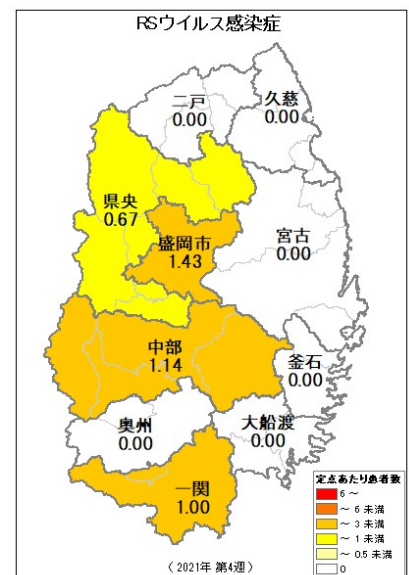 RSウイルス感染症
二戸
0.00
久慈
0.00
県央
0.67
盛岡市
1.43
宮古
0.00
中部
1.14
釜石
0.00
奥州
0.00
大船渡
0.00
一関
1.00
定点あたり患者数
6 ~
~ 6 未満
~ 3 未満
~ 1 未満
~ 0.5 未満
0
(2021年 第4週)